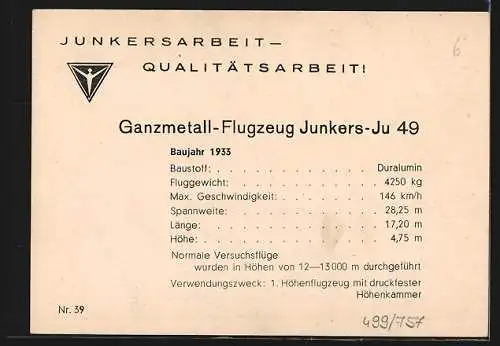 JUNKERSARBEIT—
QUALITÄTSARBEIT!
6
Ganzmetall-Flugzeug Junkers-Ju 49
Baujahr 1933
Baustoff: . . . . . . . . . . . . Duralumin
Fluggewicht: . . . . . . . . . . . 4250 kg
Max. Geschwindigkeit: . . . . . . . . 146 km/h
Spannweite: . . . . . . . . . . . 28,25 m
Länge: . . . . . . . . . . . . . 17,20 m
Höhe: . . . . . . . . . . . . . 4,75 m
Normale Versuchsflüge
wurden in Höhen von 12—13000 m durchgeführt
Verwendungszweck: 1. Höhenflugzeug mit druckfester
Höhenkammer
Nr. 39
499/757